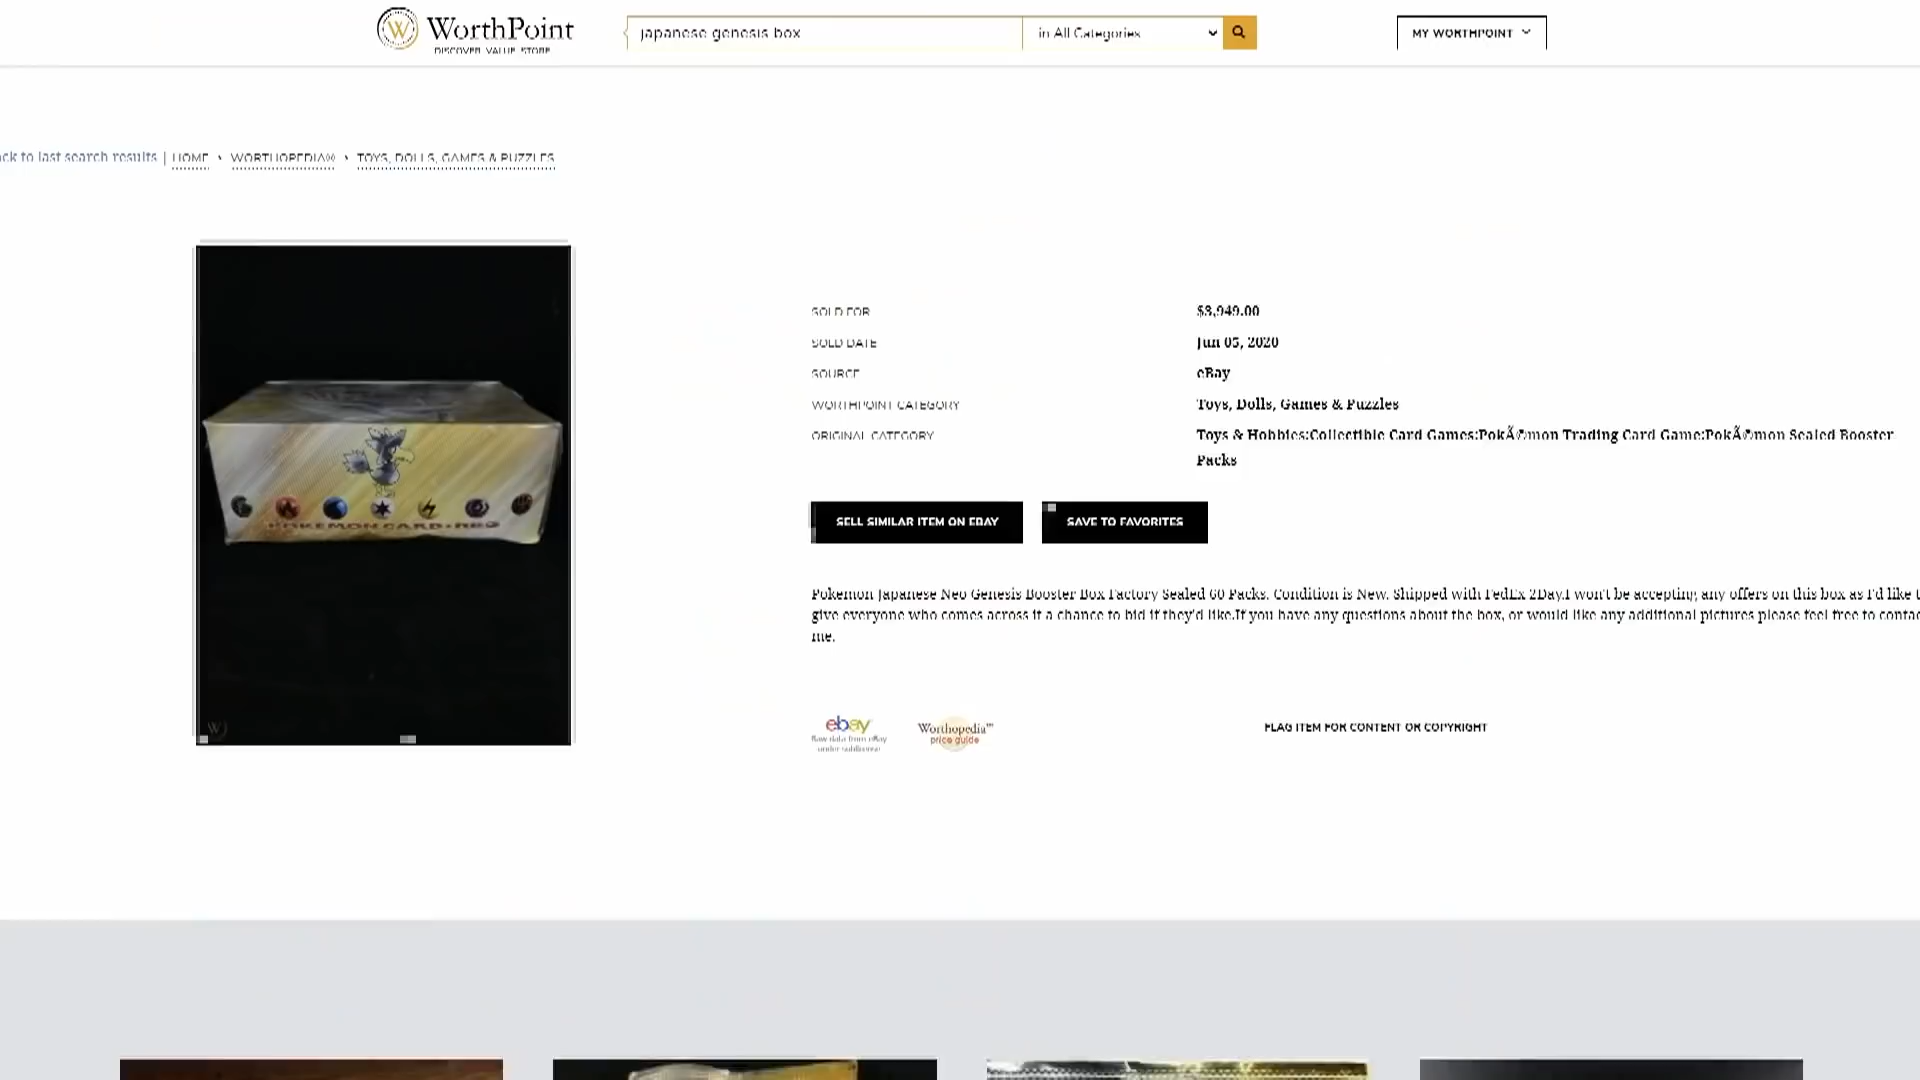 WorthPoint
DISCOVER VALUE STORE
japanese genesis box
in All Categories
MY WORTHPOINT
ck to last search results | HOME › WORTHOPEDIA® › TOYS, DOLLS, GAMES & PUZZLES
SOLD FOR $3,949.00
SOLD DATE Jun 05, 2020
SOURCE eBay
WORTHPOINT CATEGORY Toys, Dolls, Games & Puzzles
ORIGINAL CATEGORY Toys & Hobbies:Collectible Card Games:PokÃ©mon Trading Card Game:PokÃ©mon Sealed Booster
Packs
POKEMON CARD★NEO
SELL SIMILAR ITEM ON EBAY
SAVE TO FAVORITES
Pokemon Japanese Neo Genesis Booster Box Factory Sealed 60 Packs. Condition is New. Shipped with FedEx 2Day.I won't be accepting any offers on this box as I'd like t
give everyone who comes across it a chance to bid if they'd like.If you have any questions about the box, or would like any additional pictures please feel free to contac
me.
ebay
Raw data from eBay
under sublicense
Worthopedia™
price guide
FLAG ITEM FOR CONTENT OR COPYRIGHT